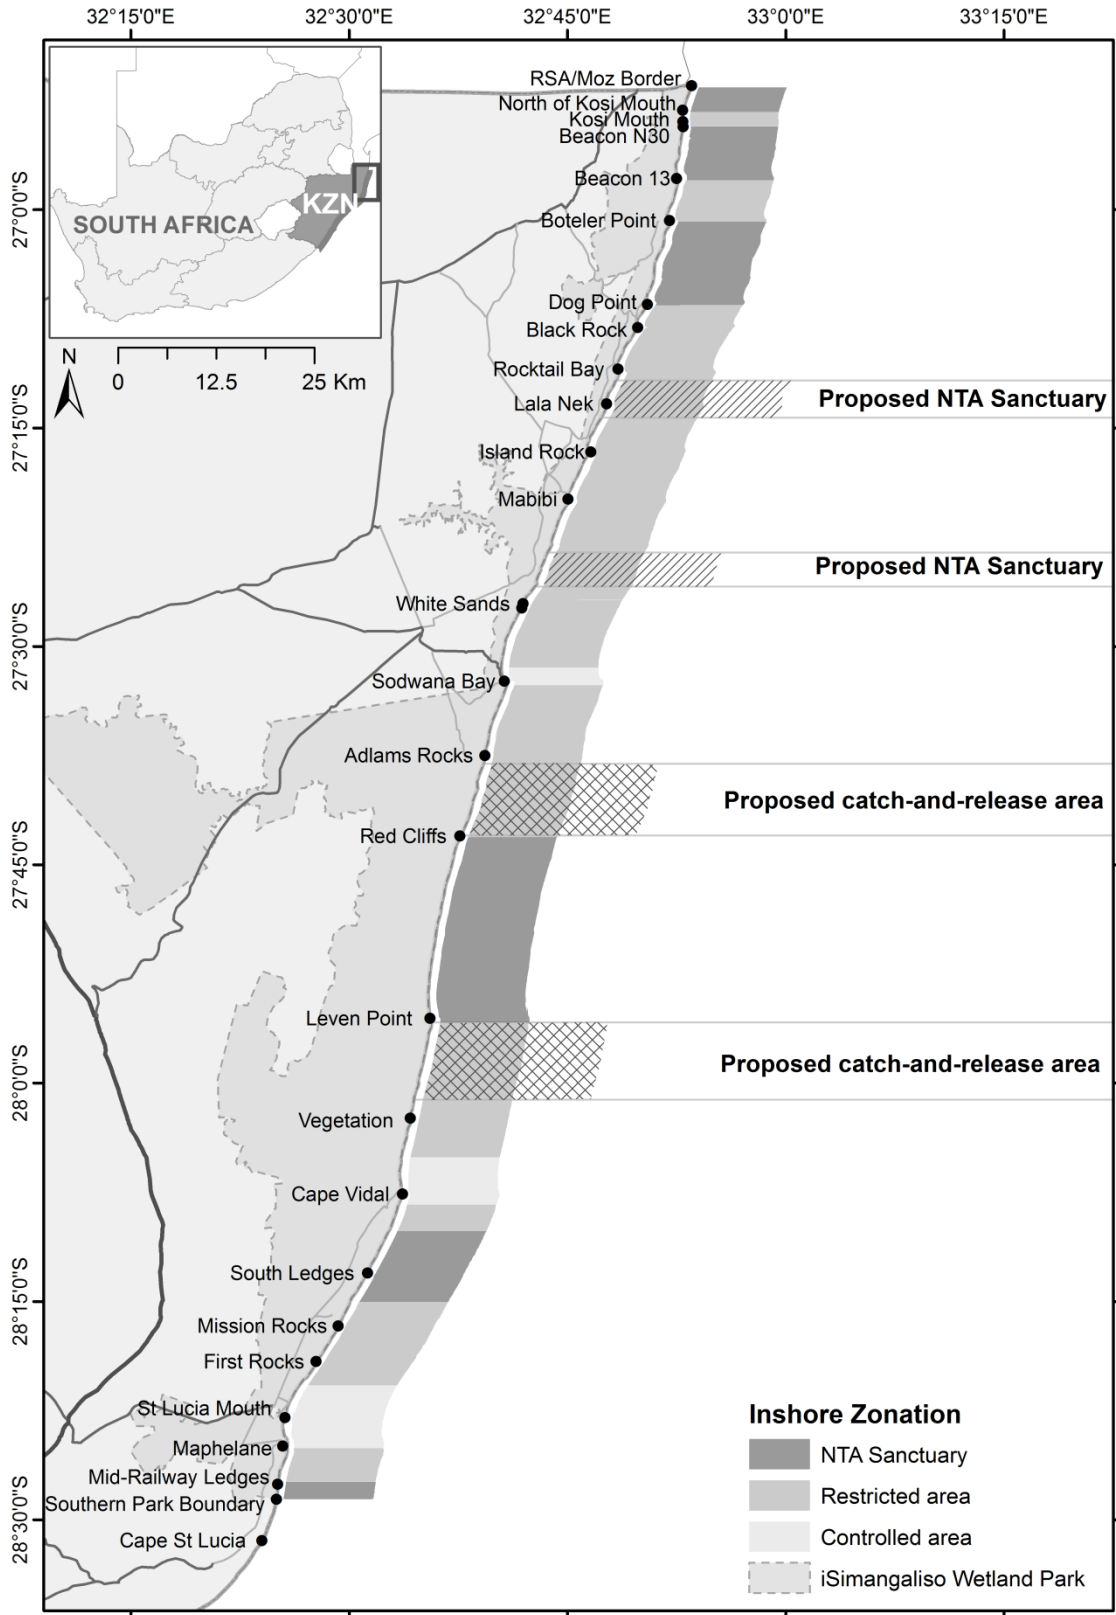 32°15'0"E
32°30'0"E
32°45'0"E
33°0'0"E
33°15'0"E
SOUTH AFRICA
KZN
N
0 12.5 25 Km
27°0'0"S
27°15'0"S
27°30'0"S
27°45'0"S
28°0'0"S
28°15'0"S
28°30'0"S
RSA/Moz Border
North of Kosi Mouth
Kosi Mouth
Beacon N30
Beacon 13
Boteler Point
Dog Point
Black Rock
Rocktail Bay
Lala Nek
Island Rock
Mabibi
White Sands
Sodwana Bay
Adlams Rocks
Red Cliffs
Leven Point
Vegetation
Cape Vidal
South Ledges
Mission Rocks
First Rocks
St Lucia Mouth
Maphelane
Mid-Railway Ledges
Southern Park Boundary
Cape St Lucia
Proposed NTA Sanctuary
Proposed NTA Sanctuary
Proposed catch-and-release area
Proposed catch-and-release area
Inshore Zonation
NTA Sanctuary
Restricted area
Controlled area
iSimangaliso Wetland Park